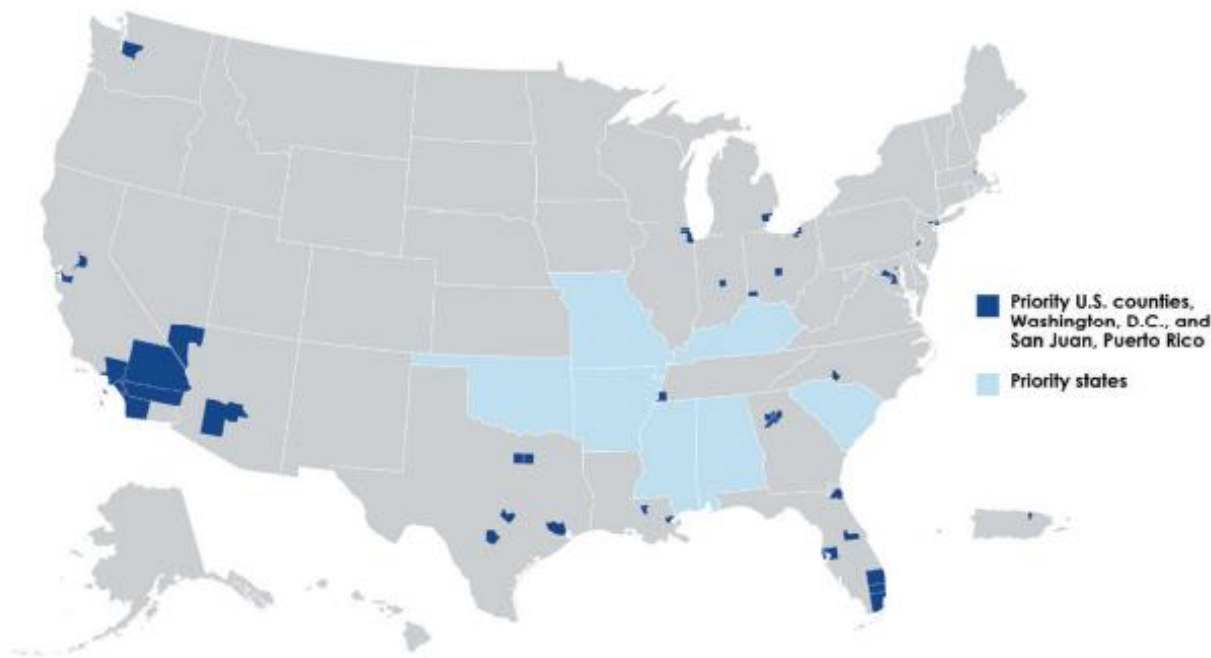 Priority U.S. counties,
Washington, D.C., and
San Juan, Puerto Rico
Priority states